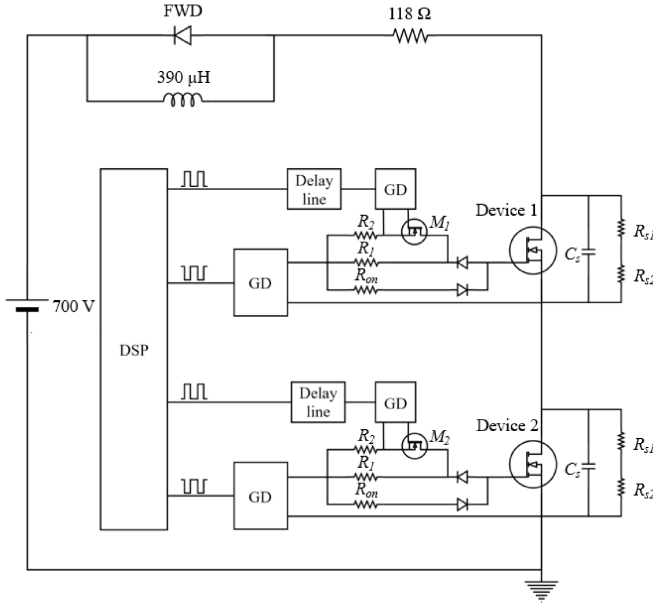 FWD
118 Ω
390 μH
Delay
line
GD
R2
M1
Device 1
R1
Ron
GD
Cs
Rs1
Rs2
700 V
DSP
Delay
line
GD
R2
M2
Device 2
R1
Ron
GD
Cs
Rs1
Rs2